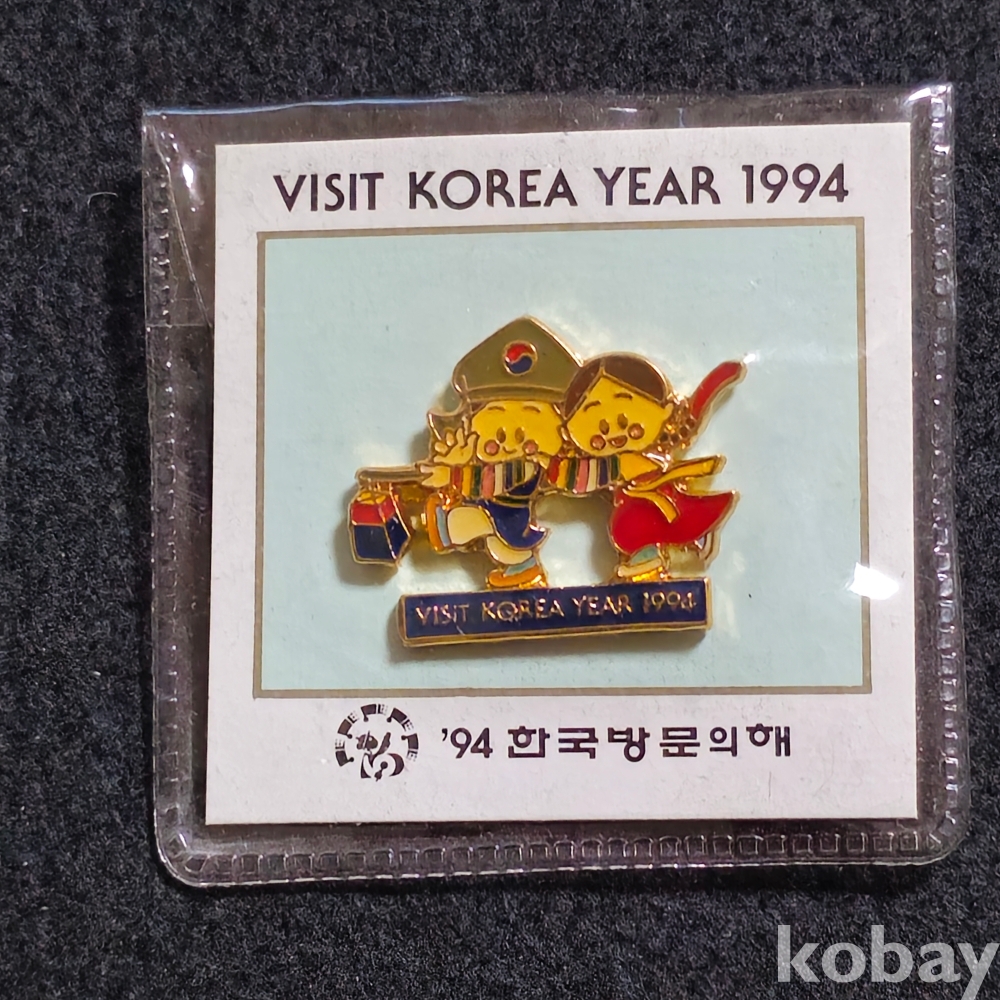 VISIT KOREA YEAR 1994
VISIT KOREA YEAR 1994
'94 한국방문의해
kobay